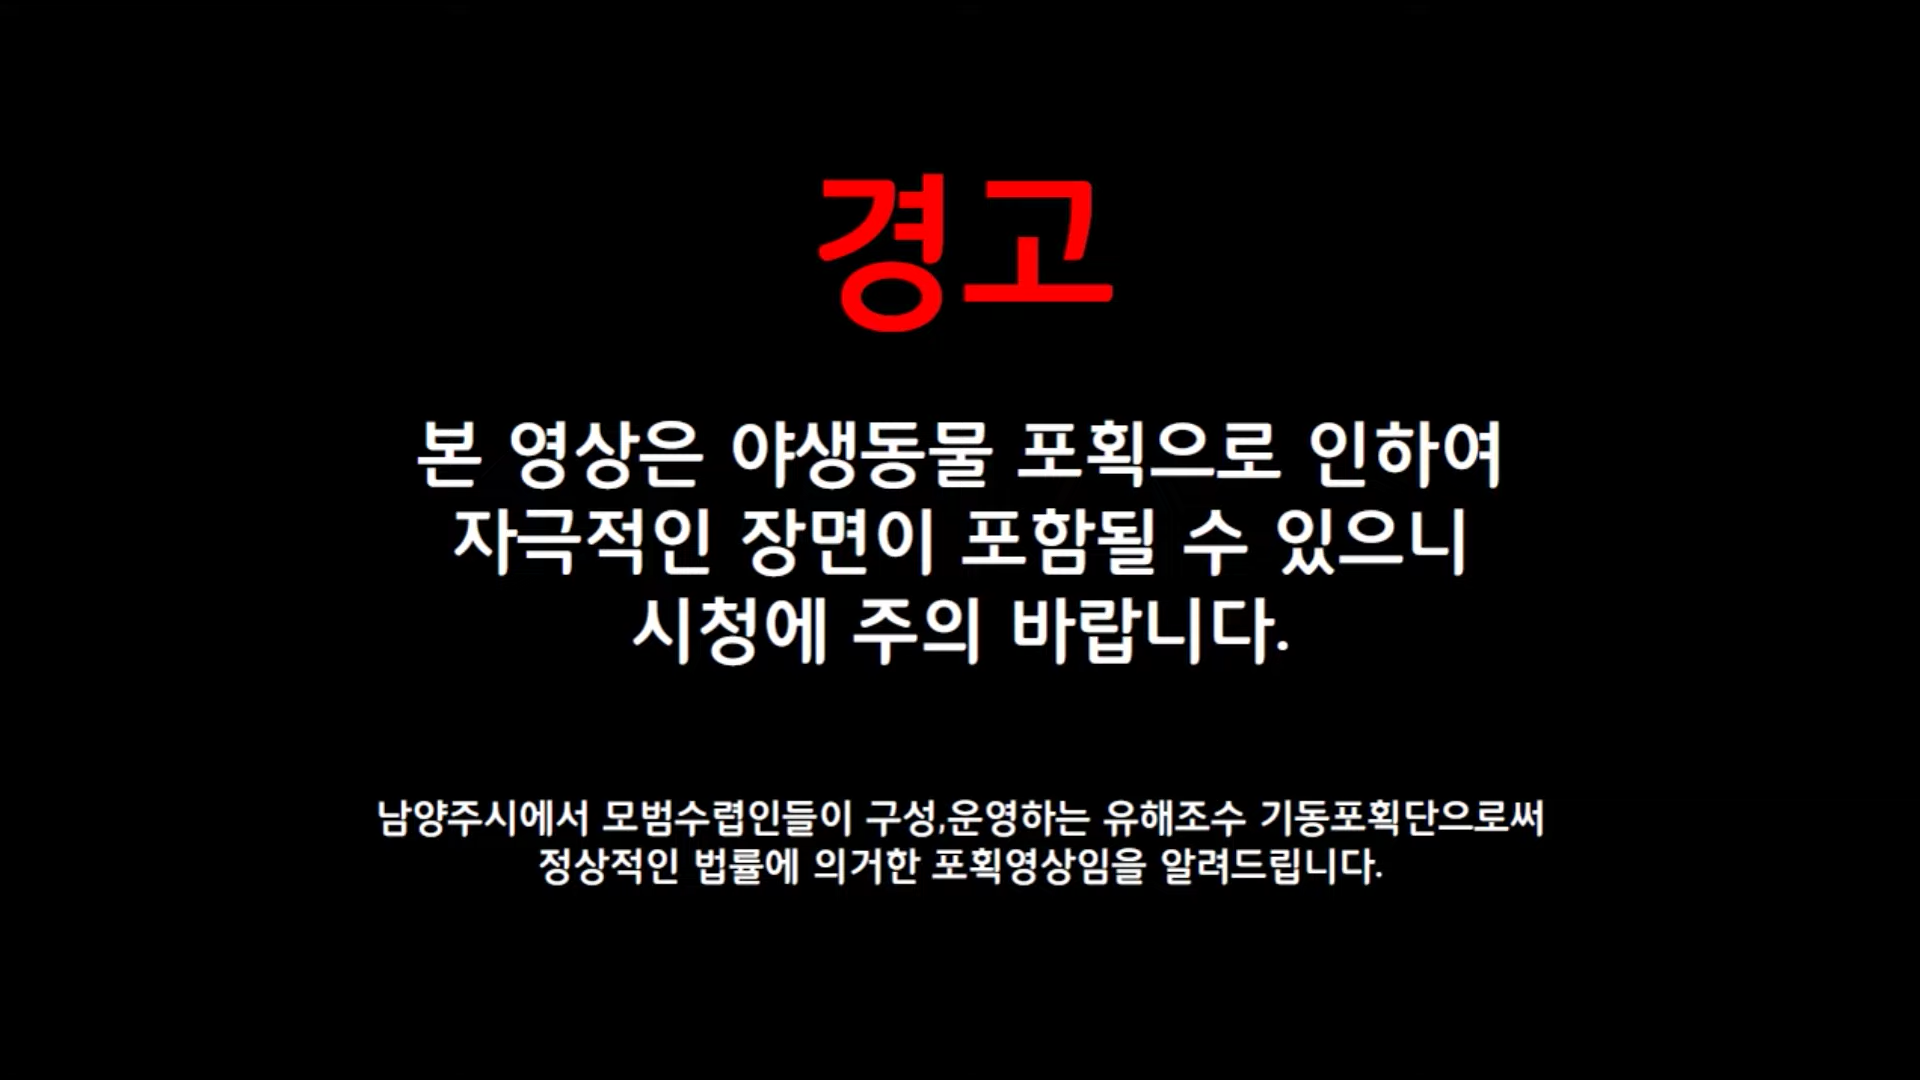 경고
본 영상은 야생동물 포획으로 인하여
자극적인 장면이 포함될 수 있으니
시청에 주의 바랍니다.
남양주시에서 모범수렵인들이 구성,운영하는 유해조수 기동포획단으로써
정상적인 법률에 의거한 포획영상임을 알려드립니다.